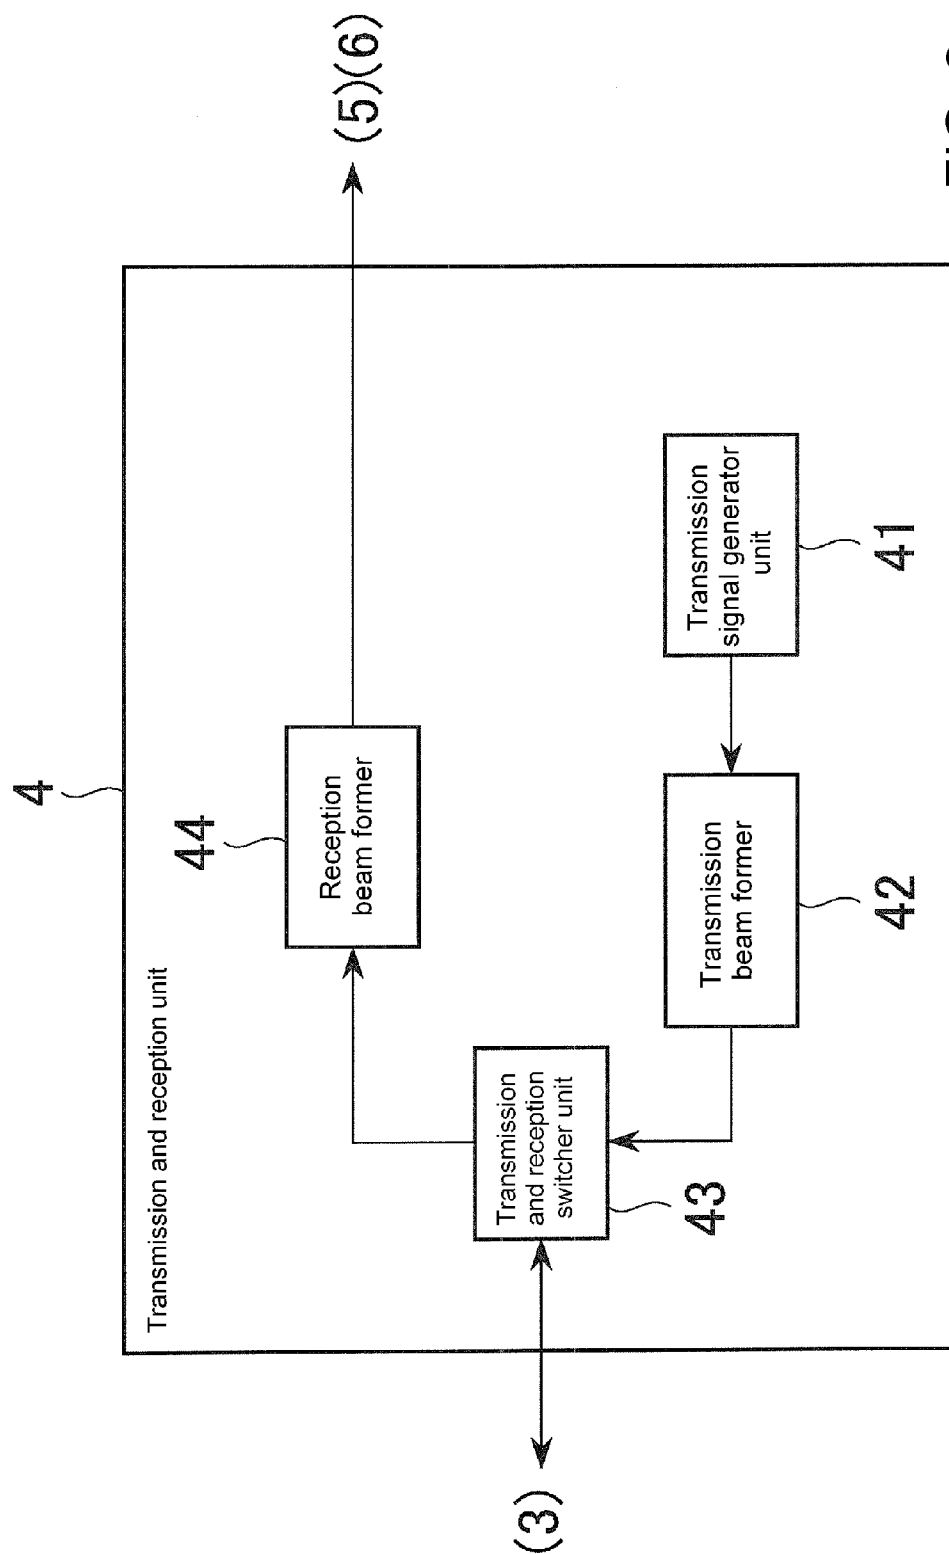 4
Transmission and reception unit
44
Reception
beam former
(5)(6)
(3)
Transmission
and reception
switcher unit
43
Transmission
beam former
42
Transmission
signal generator
unit
41